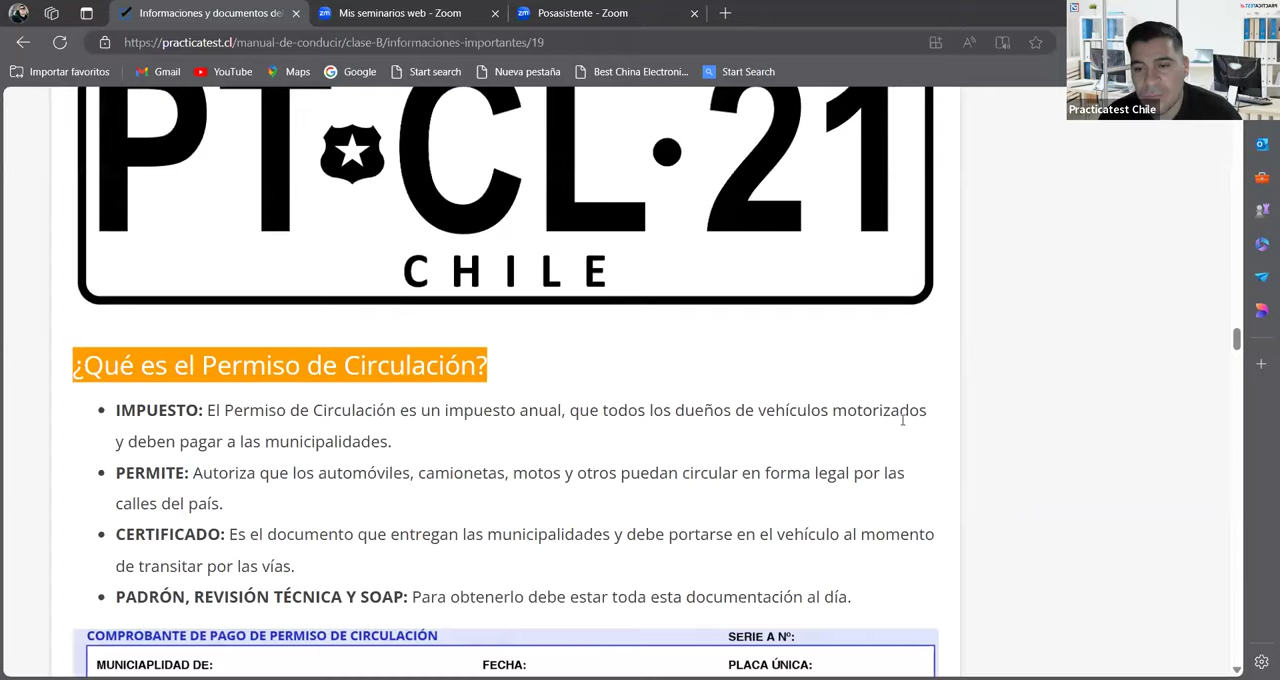 Informaciones y documentos de
Mis seminarios web - Zoom
Posasistente - Zoom
https://practicatest.cl/manual-de-conducir/clase-B/informaciones-importantes/19
Importar favoritos
Gmail
YouTube
Maps
Google
Start search
Nueva pestaña
Best China Electroni...
Start Search
Practicatest Chile
PT CL·21
CHILE
¿Qué es el Permiso de Circulación?
• IMPUESTO: El Permiso de Circulación es un impuesto anual, que todos los dueños de vehículos motorizados
y deben pagar a las municipalidades.
• PERMITE: Autoriza que los automóviles, camionetas, motos y otros puedan circular en forma legal por las
calles del país.
• CERTIFICADO: Es el documento que entregan las municipalidades y debe portarse en el vehículo al momento
de transitar por las vías.
• PADRÓN, REVISIÓN TÉCNICA Y SOAP: Para obtenerlo debe estar toda esta documentación al día.
COMPROBANTE DE PAGO DE PERMISO DE CIRCULACIÓN
SERIE A Nº:
MUNICIAPLIDAD DE:
FECHA:
PLACA ÚNICA: